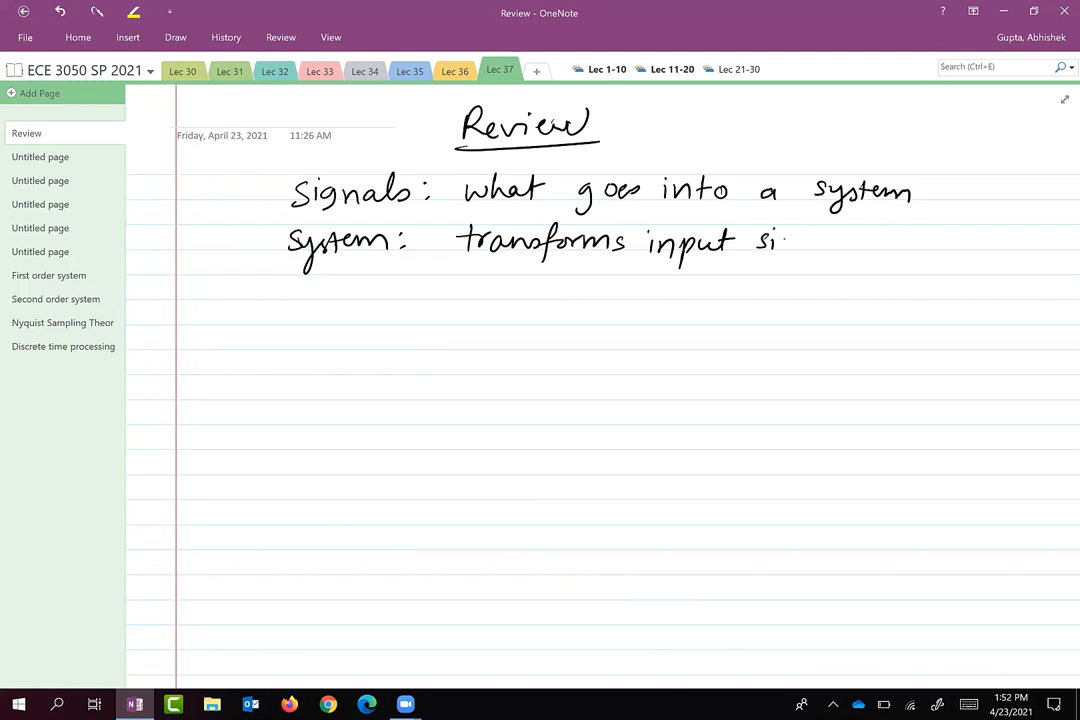 Review - OneNote
?
Gupta, Abhishek
File Home Insert Draw History Review View
ECE 3050 SP 2021
Lec 30 Lec 31 Lec 32 Lec 33 Lec 34 Lec 35 Lec 36 Lec 37 + Lec 1-10 Lec 11-20 Lec 21-30
Search (Ctrl+E)
Add Page
Review
Untitled page
Untitled page
Untitled page
Untitled page
Untitled page
First order system
Second order system
Nyquist Sampling Theor
Discrete time processing
Friday, April 23, 2021 11:26 AM
Review
Signals: what goes into a system
System: transforms input si
1:52 PM
4/23/2021